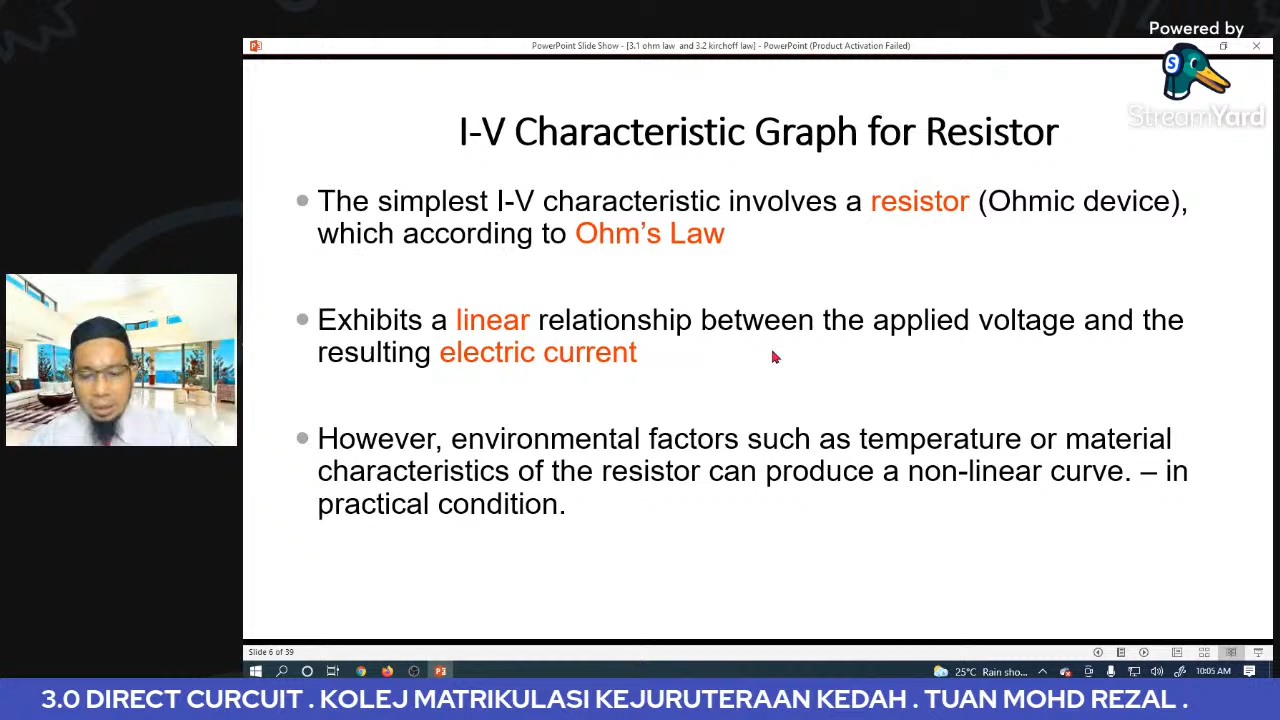 Powered by
StreamYard
PowerPoint Slide Show - [3.1 ohm law and 3.2 kirchoff law] - PowerPoint (Product Activation Failed)
I-V Characteristic Graph for Resistor
The simplest I-V characteristic involves a resistor (Ohmic device),
which according to Ohm’s Law
Exhibits a linear relationship between the applied voltage and the
resulting electric current
However, environmental factors such as temperature or material
characteristics of the resistor can produce a non-linear curve. – in
practical condition.
Slide 6 of 39
25°C Rain sho...
10:05 AM
3.0 DIRECT CURCUIT . KOLEJ MATRIKULASI KEJURUTERAAN KEDAH . TUAN MOHD REZAL .